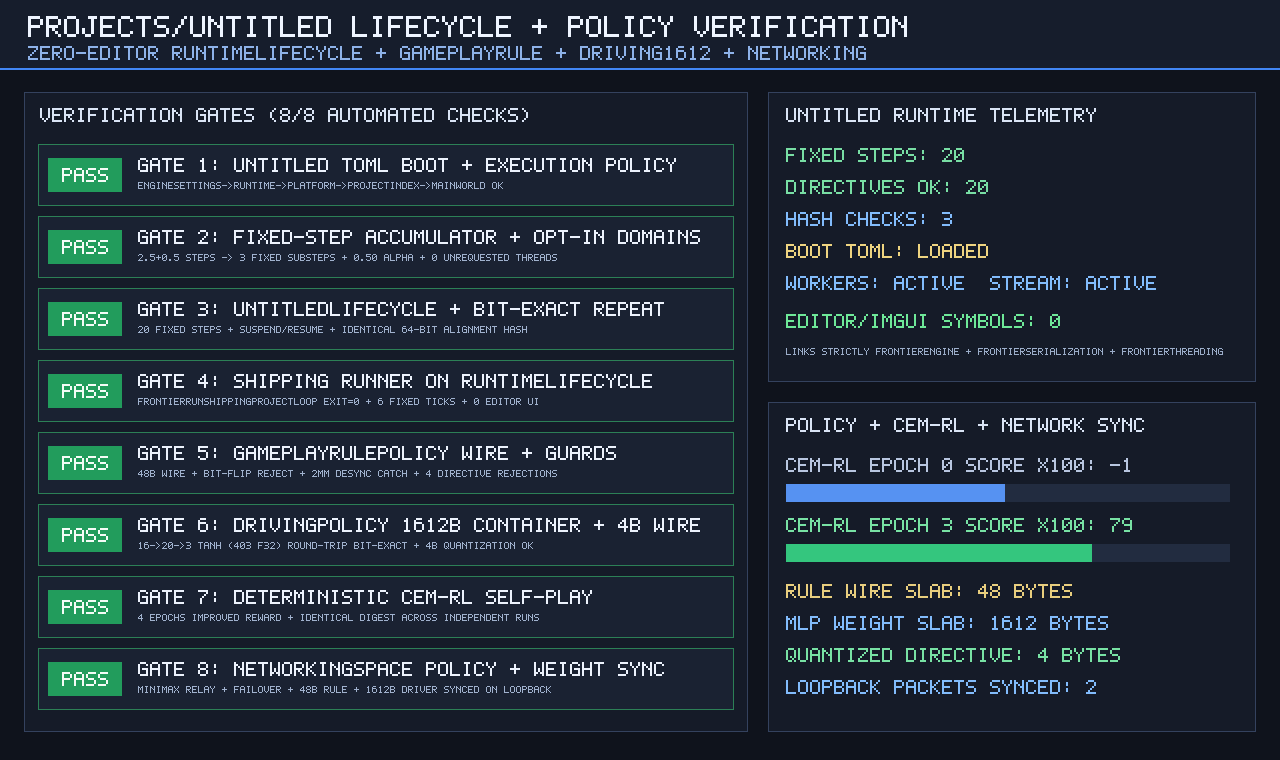 PROJECTS/UNTITLED LIFECYCLE + POLICY VERIFICATION
ZERO-EDITOR RUNTIMELIFECYCLE + GAMEPLAYRULE + DRIVING1612 + NETWORKING
VERIFICATION GATES (8/8 AUTOMATED CHECKS)
PASS
GATE 1: UNTITLED TOML BOOT + EXECUTION POLICY
ENGINESETTINGS->RUNTIME->PLATFORM->PROJECTINDEX->MAINWORLD OK
PASS
GATE 2: FIXED-STEP ACCUMULATOR + OPT-IN DOMAINS
2.5+0.5 STEPS -> 3 FIXED SUBSTEPS + 0.50 ALPHA + 0 UNREQUESTED THREADS
PASS
GATE 3: UNTITLEDLIFECYCLE + BIT-EXACT REPEAT
20 FIXED STEPS + SUSPEND/RESUME + IDENTICAL 64-BIT ALIGNMENT HASH
PASS
GATE 4: SHIPPING RUNNER ON RUNTIMELIFECYCLE
FRONTIERRUNSHIPPINGPROJECTLOOP EXIT=0 + 6 FIXED TICKS + 0 EDITOR UI
PASS
GATE 5: GAMEPLAYRULEPOLICY WIRE + GUARDS
48B WIRE + BIT-FLIP REJECT + 2MM DESYNC CATCH + 4 DIRECTIVE REJECTIONS
PASS
GATE 6: DRIVINGPOLICY 1612B CONTAINER + 4B WIRE
16->20->3 TANH (403 F32) ROUND-TRIP BIT-EXACT + 4B QUANTIZATION OK
PASS
GATE 7: DETERMINISTIC CEM-RL SELF-PLAY
4 EPOCHS IMPROVED REWARD + IDENTICAL DIGEST ACROSS INDEPENDENT RUNS
PASS
GATE 8: NETWORKINGSPACE POLICY + WEIGHT SYNC
MINIMAX RELAY + FAILOVER + 48B RULE + 1612B DRIVER SYNCED ON LOOPBACK
UNTITLED RUNTIME TELEMETRY
FIXED STEPS: 20
DIRECTIVES OK: 20
HASH CHECKS: 3
BOOT TOML: LOADED
WORKERS: ACTIVE  STREAM: ACTIVE
EDITOR/IMGUI SYMBOLS: 0
LINKS STRICTLY FRONTIERENGINE + FRONTIERSERIALIZATION + FRONTIERTHREADING
POLICY + CEM-RL + NETWORK SYNC
CEM-RL EPOCH 0 SCORE X100: -1
CEM-RL EPOCH 3 SCORE X100: 79
RULE WIRE SLAB: 48 BYTES
MLP WEIGHT SLAB: 1612 BYTES
QUANTIZED DIRECTIVE: 4 BYTES
LOOPBACK PACKETS SYNCED: 2